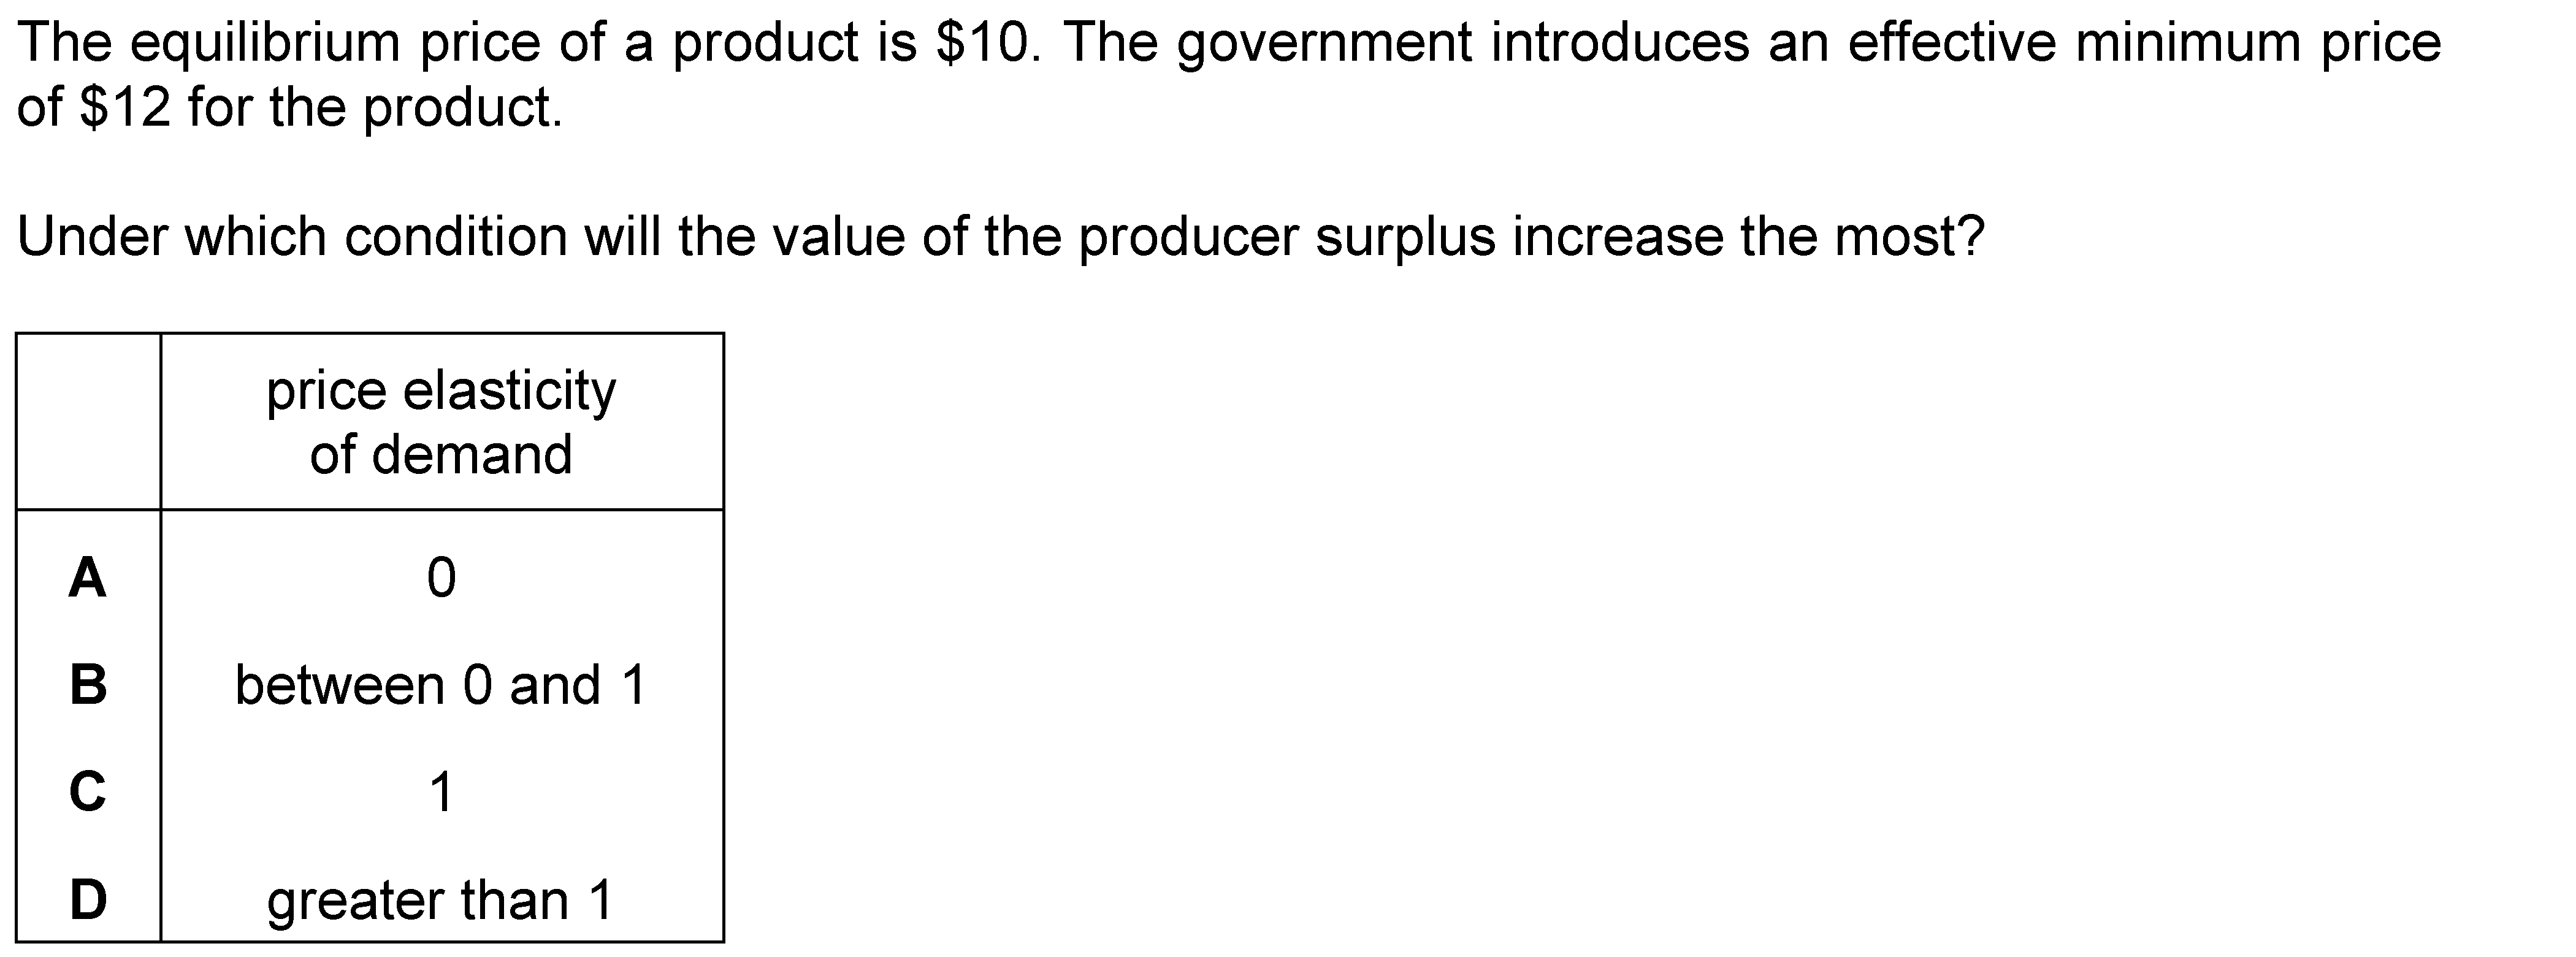 The equilibrium price of a product is $10. The government introduces an effective minimum price
of $12 for the product.
Under which condition will the value of the producer surplus increase the most?
price elasticity
of demand
A 0
B between 0 and 1
C 1
D greater than 1